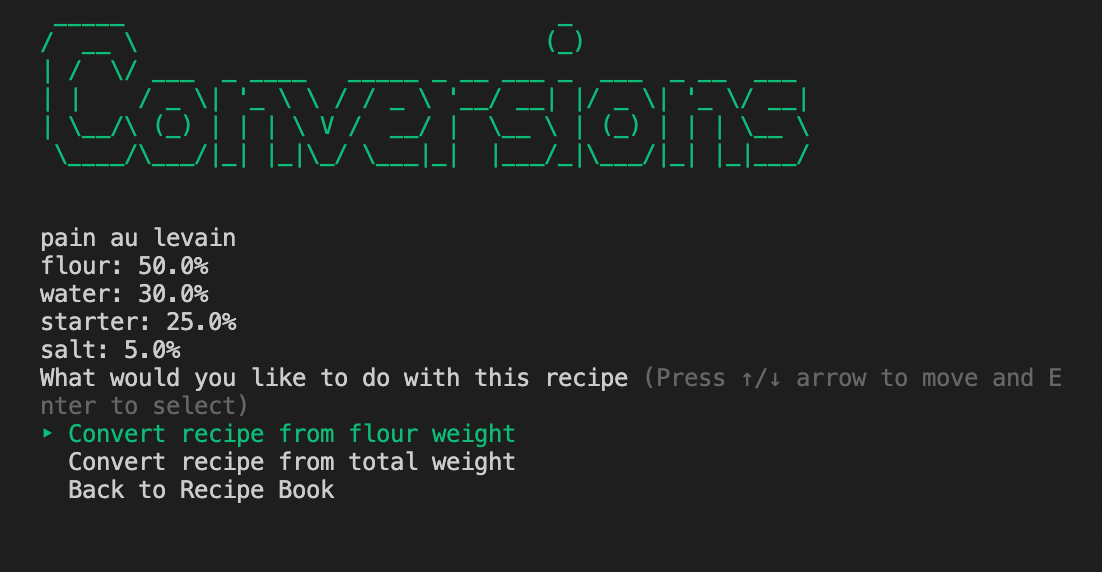 Conversions
pain au levain
flour: 50.0%
water: 30.0%
starter: 25.0%
salt: 5.0%
What would you like to do with this recipe (Press ↑/↓ arrow to move and E
nter to select)
‣ Convert recipe from flour weight
Convert recipe from total weight
Back to Recipe Book